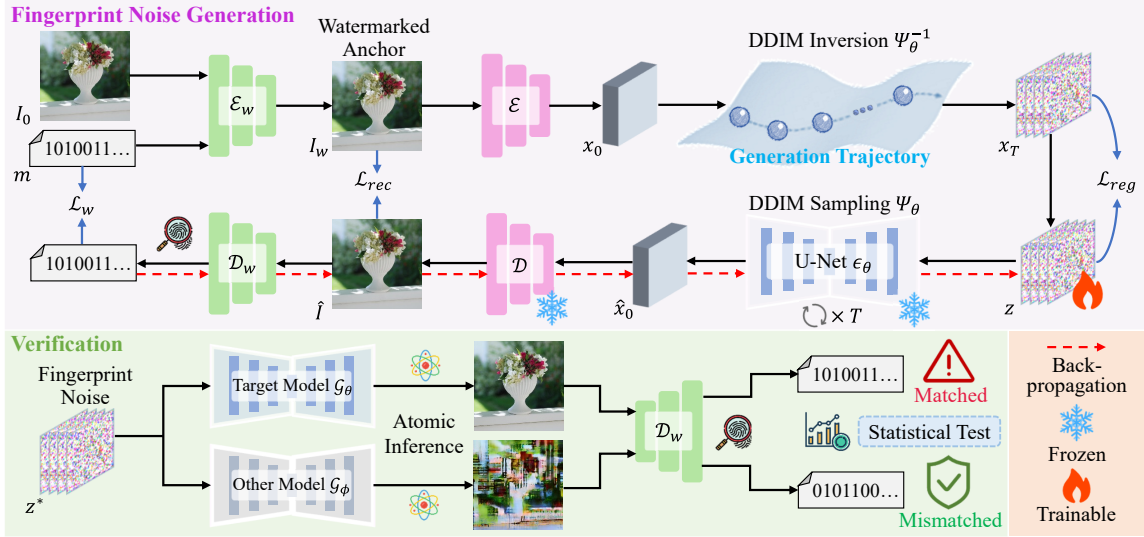 Fingerprint Noise Generation
Watermarked
Anchor
DDIM Inversion Ψ_θ^{-1}
I_0
ℰ_w
I_w
ℰ
x_0
Generation Trajectory
x_T
1010011…
m
ℒ_w
ℒ_rec
ℒ_reg
DDIM Sampling Ψ_θ
1010011…
𝒟_w
Î
𝒟
x̂_0
U-Net ϵ_θ
× T
z
Verification
Fingerprint
Noise
z*
Target Model 𝒢_θ
Other Model 𝒢_ϕ
Atomic
Inference
𝒟_w
1010011…
Matched
Statistical Test
0101100…
Mismatched
Back-
propagation
Frozen
Trainable